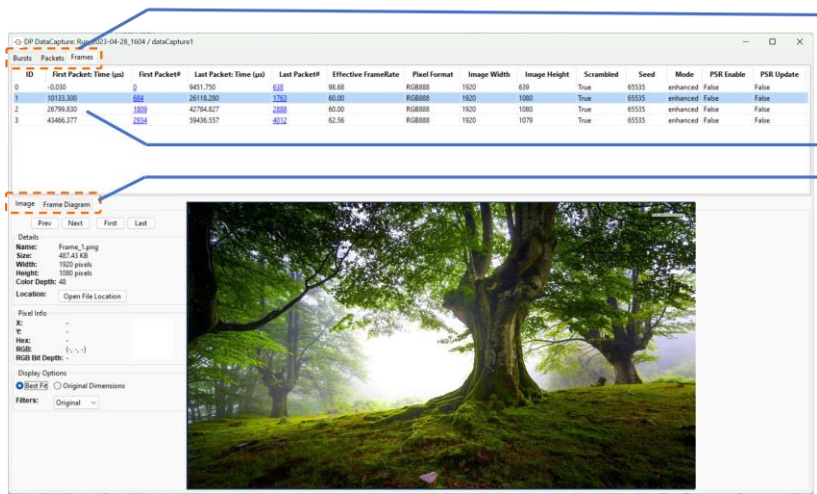 DP DataCapture: Run 2023-04-28_1604 / dataCapture1
Bursts Packets Frames
ID First Packet: Time (µs) First Packet# Last Packet: Time (µs) Last Packet# Effective FrameRate Pixel Format Image Width Image Height Scrambled Seed Mode PSR Enable PSR Update
0 -0.030 0 9451.750 638 98.68 RGB888 1920 639 True 65535 enhanced False False
1 10133.300 684 26118.280 1763 60.00 RGB888 1920 1080 True 65535 enhanced False False
2 26799.830 1809 42784.827 2888 60.00 RGB888 1920 1080 True 65535 enhanced False False
3 43466.377 2934 59436.557 4012 62.56 RGB888 1920 1079 True 65535 enhanced False False
Image Frame Diagram
Prev Next First Last
Details
Name: Frame_1.png
Size: 487.43 KB
Width: 1920 pixels
Height: 1080 pixels
Color Depth: 48
Location: Open File Location
Pixel Info
X: -
Y: -
Hex: -
RGB: (-, -, -)
RGB Bit Depth: -
Display Options
Best Fit Original Dimensions
Filters: Original